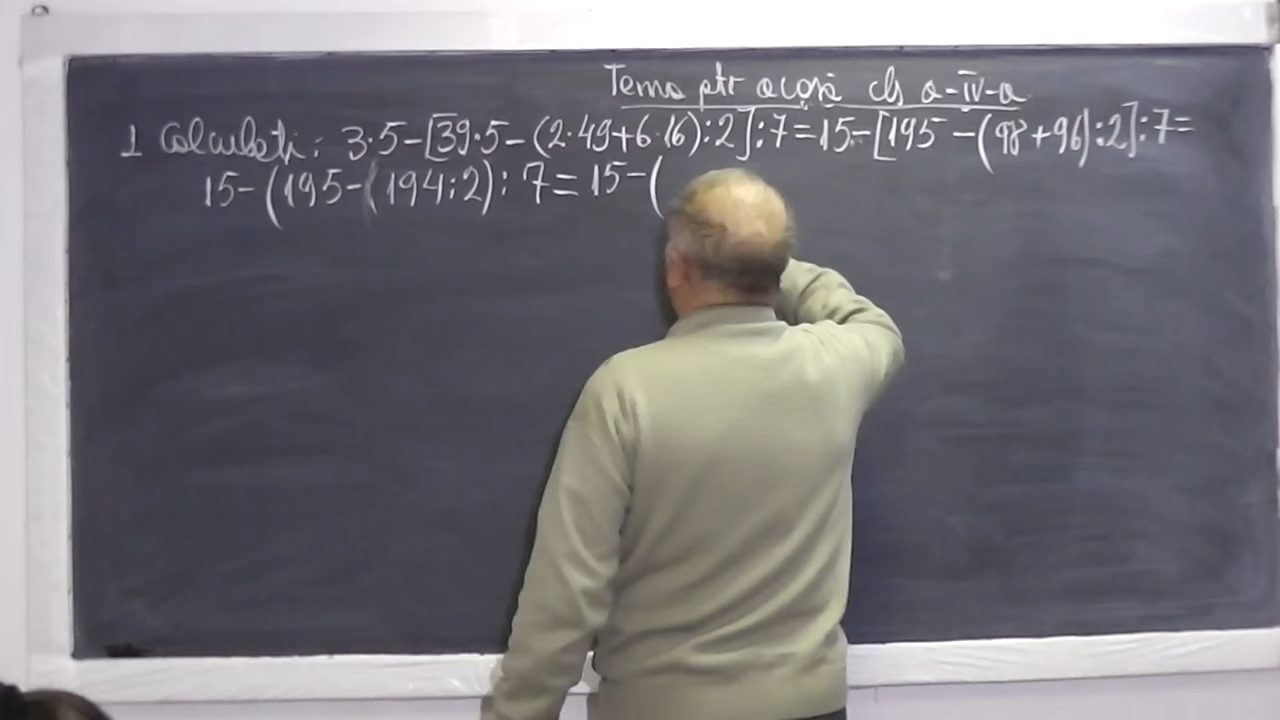 Tema ptr acasă cls a-IV-a
1 Calculați: 3·5-[39·5-(2·49+6·16):2]:7=15-[195-(98+96):2]:7=
15-(195-(194:2):7=15-(